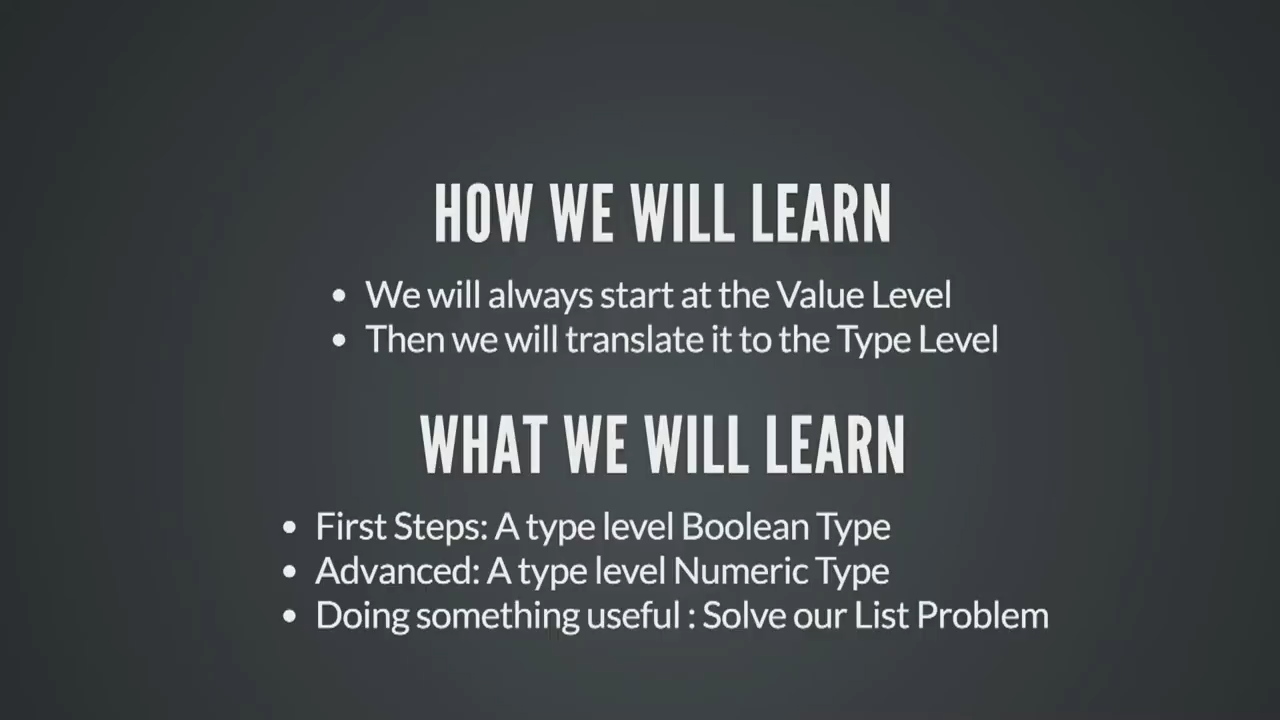 HOW WE WILL LEARN
• We will always start at the Value Level
• Then we will translate it to the Type Level
WHAT WE WILL LEARN
• First Steps: A type level Boolean Type
• Advanced: A type level Numeric Type
• Doing something useful : Solve our List Problem